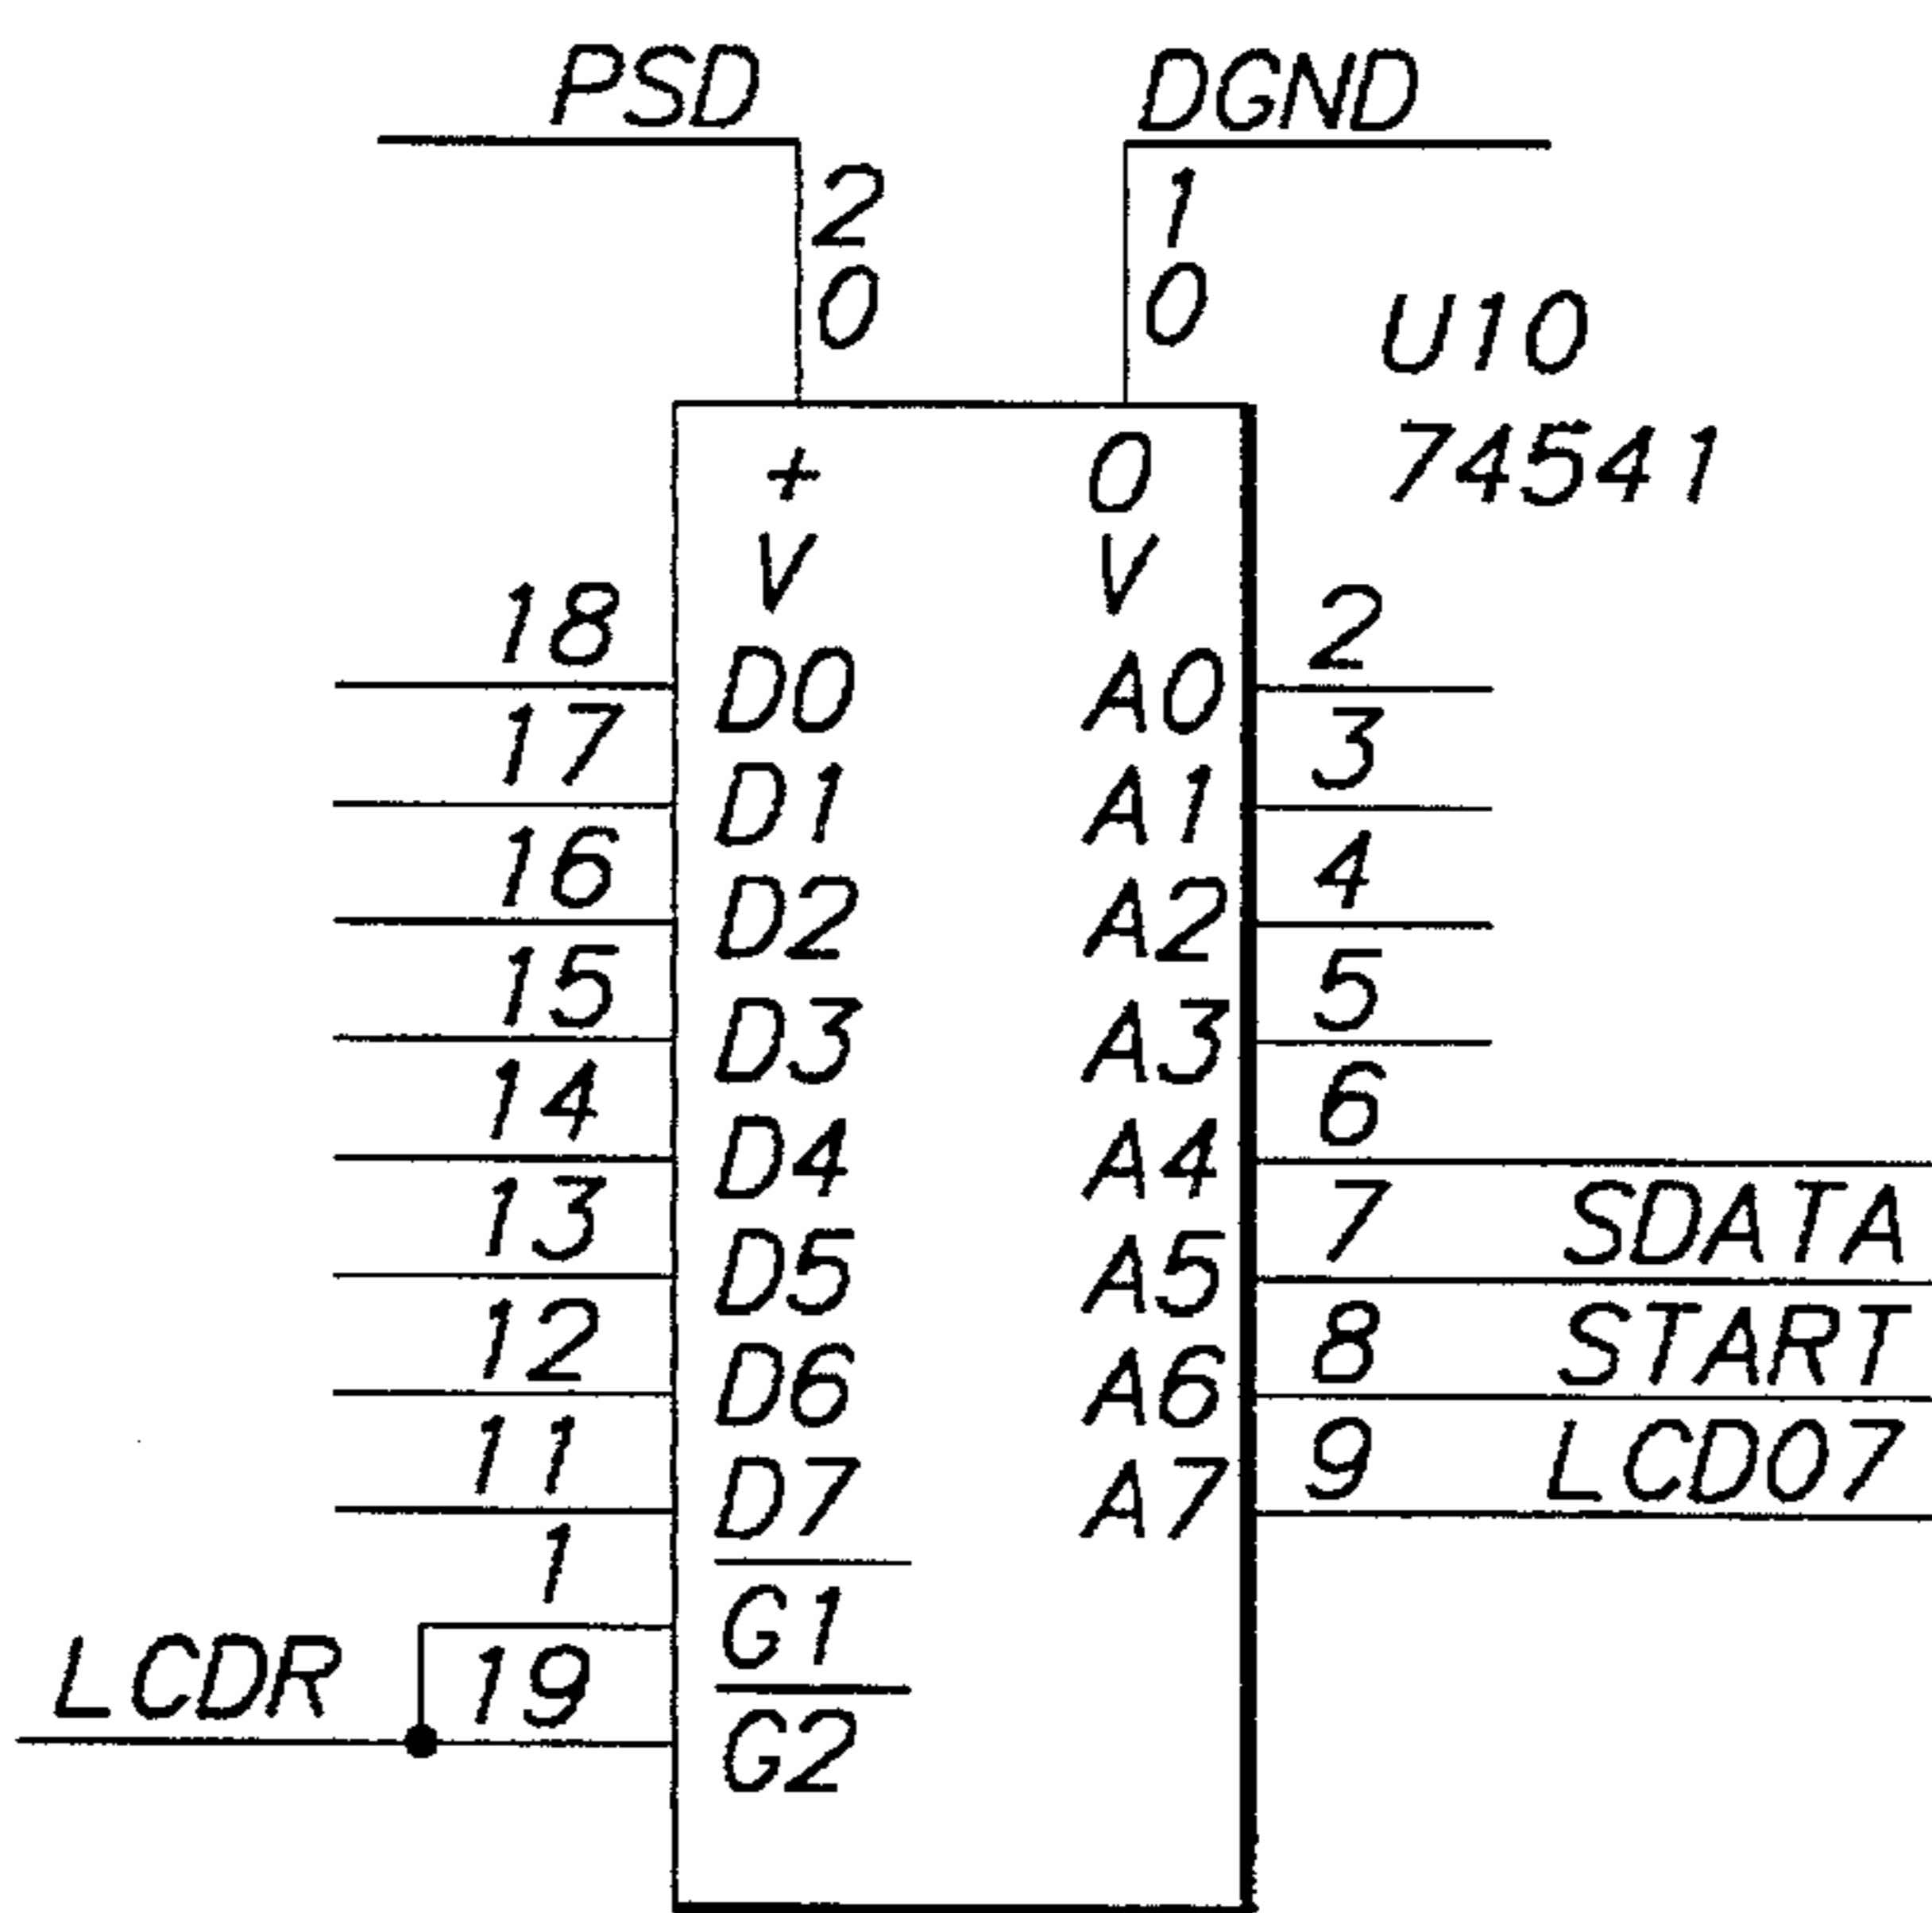 PSD DGND
2 1
0 0
U10
74541
+ 0
V V
18 2
D0 A0
17 3
D1 A1
16 4
D2 A2
15 5
D3 A3
14 6
D4 A4
13 7 SDATA
D5 A5
12 8 START
D6 A6
11 9 LCD07
D7 A7
1
G1
LCDR 19
G2